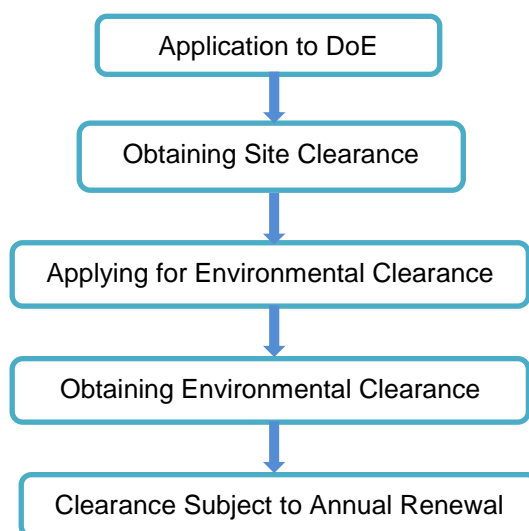 Application to DoE
Obtaining Site Clearance
Applying for Environmental Clearance
Obtaining Environmental Clearance
Clearance Subject to Annual Renewal